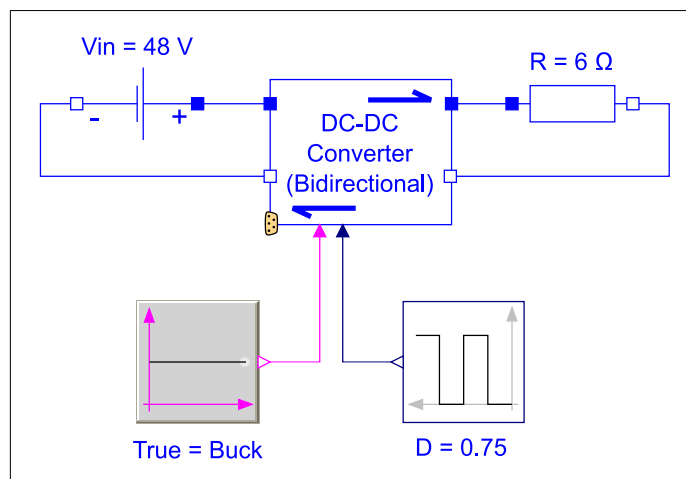 Vin = 48 V
R = 6 Ω
- +
DC-DC
Converter
(Bidirectional)
True = Buck
D = 0.75